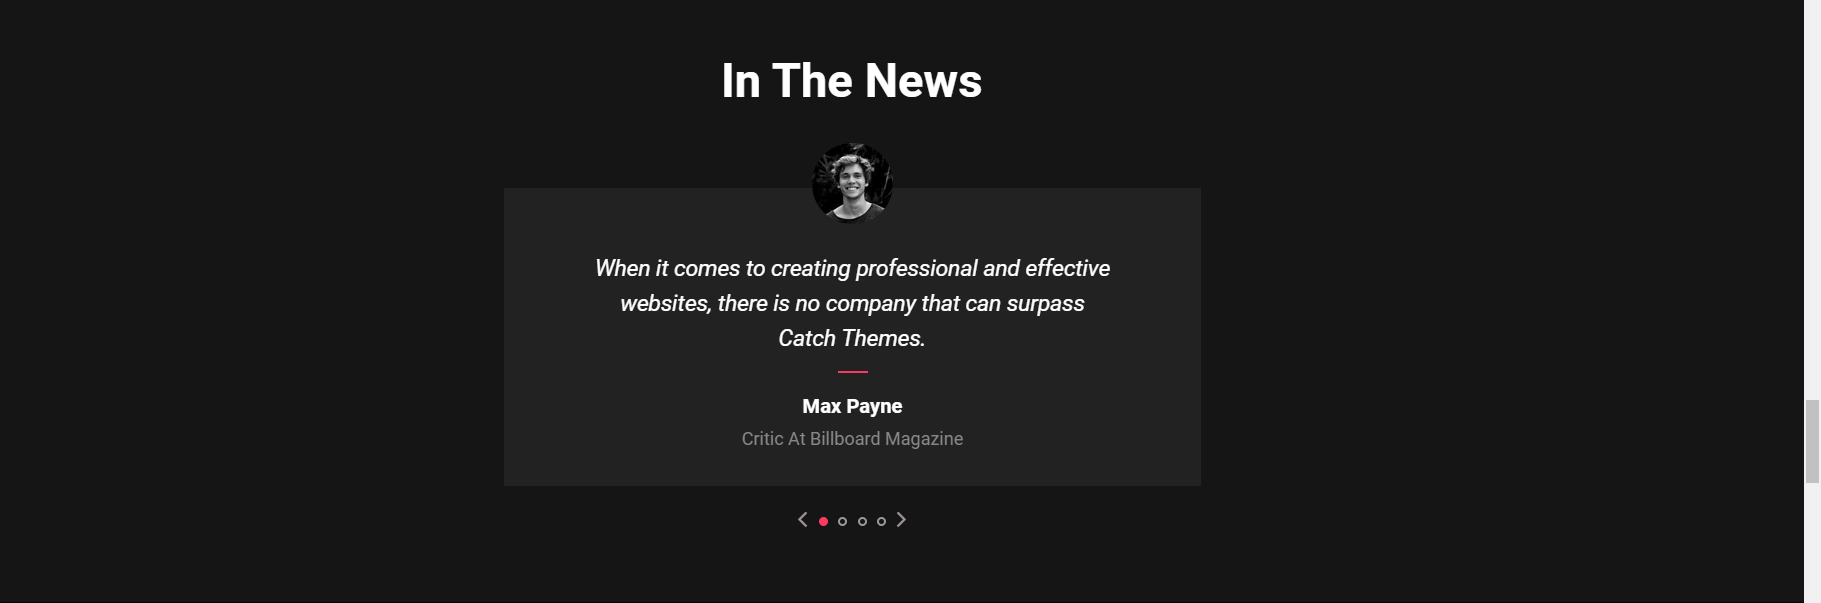 In The News
When it comes to creating professional and effective
websites, there is no company that can surpass
Catch Themes.
Max Payne
Critic At Billboard Magazine